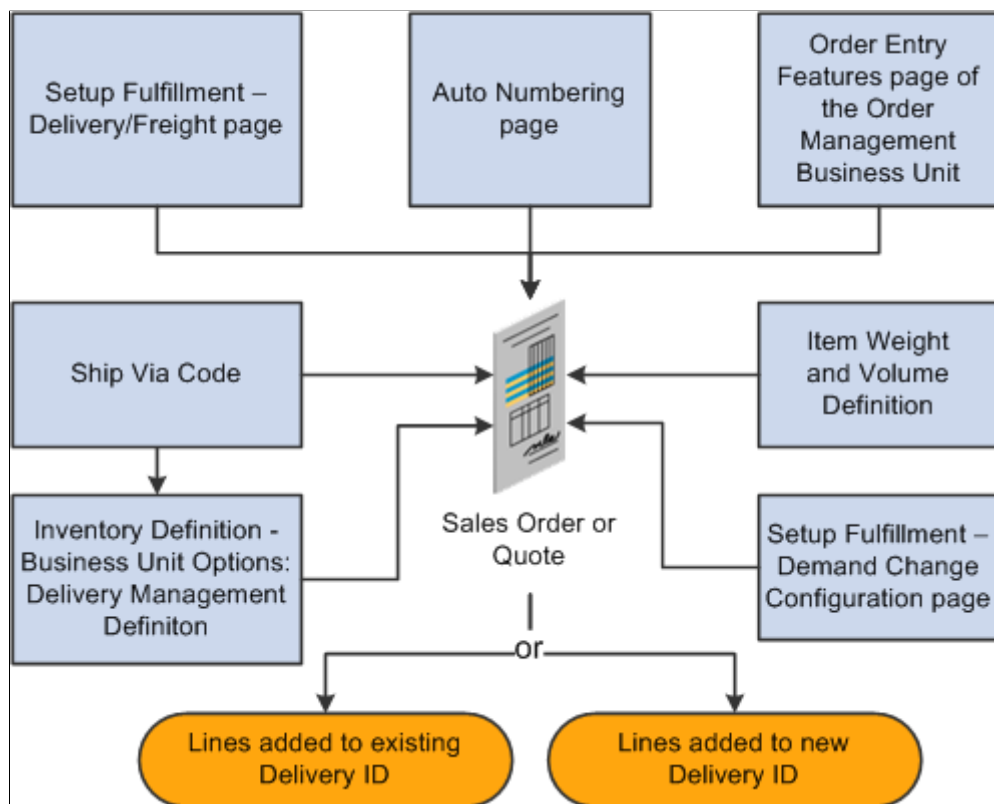 Setup Fulfillment –
Delivery/Freight page
Auto Numbering
page
Order Entry
Features page of
the Order
Management
Business Unit
Ship Via Code
Item Weight
and Volume
Definition
Inventory Definition -
Business Unit Options:
Delivery Management
Definiton
Sales Order or
Quote
Setup Fulfillment –
Demand Change
Configuration page
or
Lines added to existing
Delivery ID
Lines added to new
Delivery ID